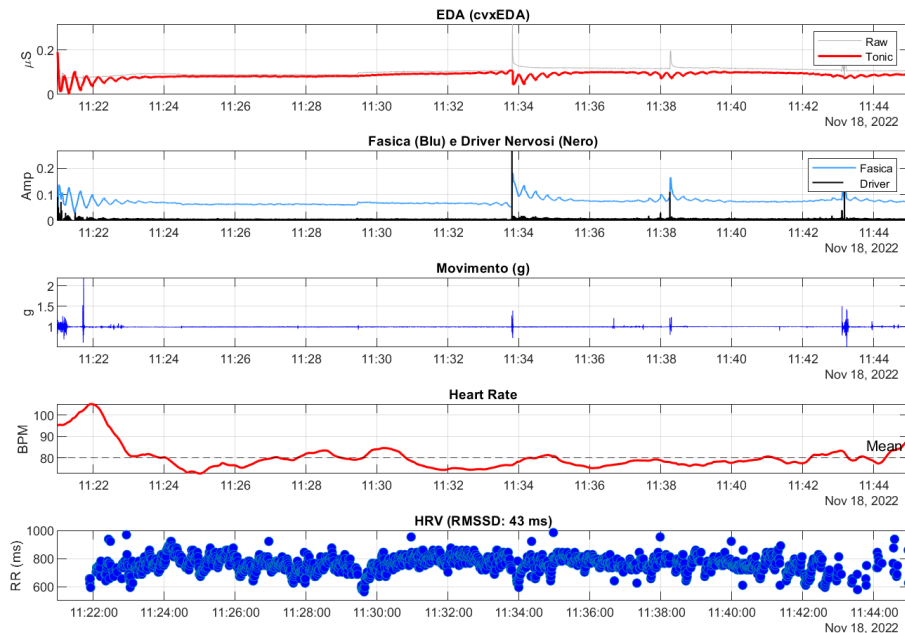 EDA (cvxEDA)
0.2
0
μS
Raw
Tonic
11:22 11:24 11:26 11:28 11:30 11:32 11:34 11:36 11:38 11:40 11:42 11:44
Nov 18, 2022
Fasica (Blu) e Driver Nervosi (Nero)
0.2
0.1
0
Amp
Fasica
Driver
11:22 11:24 11:26 11:28 11:30 11:32 11:34 11:36 11:38 11:40 11:42 11:44
Nov 18, 2022
Movimento (g)
2
1.5
1
g
11:22 11:24 11:26 11:28 11:30 11:32 11:34 11:36 11:38 11:40 11:42 11:44
Nov 18, 2022
Heart Rate
100
90
80
BPM
Mean
11:22 11:24 11:26 11:28 11:30 11:32 11:34 11:36 11:38 11:40 11:42 11:44
Nov 18, 2022
HRV (RMSSD: 43 ms)
1000
800
600
RR (ms)
11:22:00 11:24:00 11:26:00 11:28:00 11:30:00 11:32:00 11:34:00 11:36:00 11:38:00 11:40:00 11:42:00 11:44:00
Nov 18, 2022